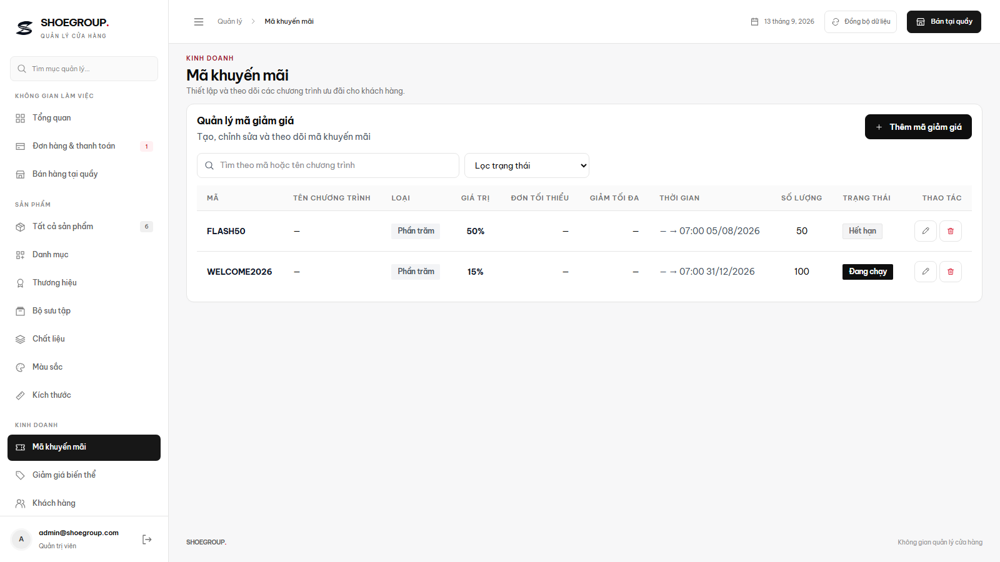 SHOEGROUP.
QUẢN LÝ CỬA HÀNG
Tìm mục quản lý...
KHÔNG GIAN LÀM VIỆC
Tổng quan
Đơn hàng & thanh toán 1
Bán hàng tại quầy
SẢN PHẨM
Tất cả sản phẩm 6
Danh mục
Thương hiệu
Bộ sưu tập
Chất liệu
Màu sắc
Kích thước
KINH DOANH
Mã khuyến mãi
Giảm giá biến thể
Khách hàng
A
admin@shoegroup.com
Quản trị viên
Quản lý > Mã khuyến mãi
13 tháng 9, 2026
Đồng bộ dữ liệu
Bán tại quầy
KINH DOANH
Mã khuyến mãi
Thiết lập và theo dõi các chương trình ưu đãi cho khách hàng.
Quản lý mã giảm giá
Tạo, chỉnh sửa và theo dõi mã khuyến mãi
+ Thêm mã giảm giá
Tìm theo mã hoặc tên chương trình
Lọc trạng thái
MÃ TÊN CHƯƠNG TRÌNH LOẠI GIÁ TRỊ ĐƠN TỐI THIỂU GIẢM TỐI ĐA THỜI GIAN SỐ LƯỢNG TRẠNG THÁI THAO TÁC
FLASH50 — Phần trăm 50% — — — → 07:00 05/08/2026 50 Hết hạn
WELCOME2026 — Phần trăm 15% — — — → 07:00 31/12/2026 100 Đang chạy
SHOEGROUP.
Không gian quản lý cửa hàng